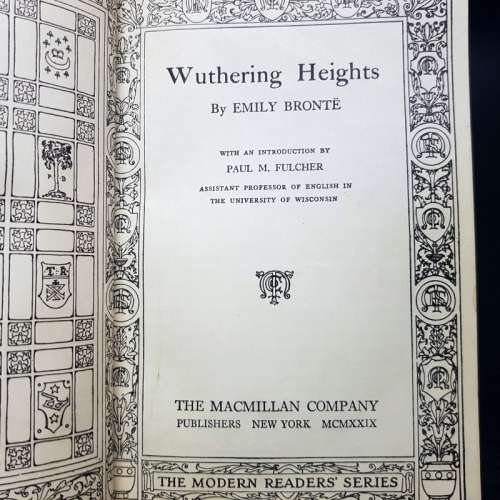 Wuthering Heights
By EMILY BRONTË
WITH AN INTRODUCTION BY
PAUL M. FULCHER
ASSISTANT PROFESSOR OF ENGLISH IN
THE UNIVERSITY OF WISCONSIN
THE MACMILLAN COMPANY
PUBLISHERS NEW YORK MCMXXIX
THE MODERN READERS' SERIES
P B
T R